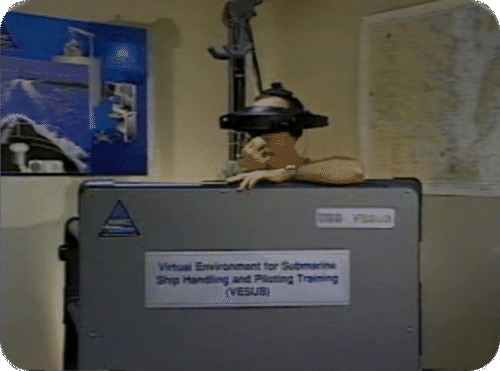 USS VESUB
Virtual Environment for Submarine
Ship Handling and Piloting Training
(VESUB)